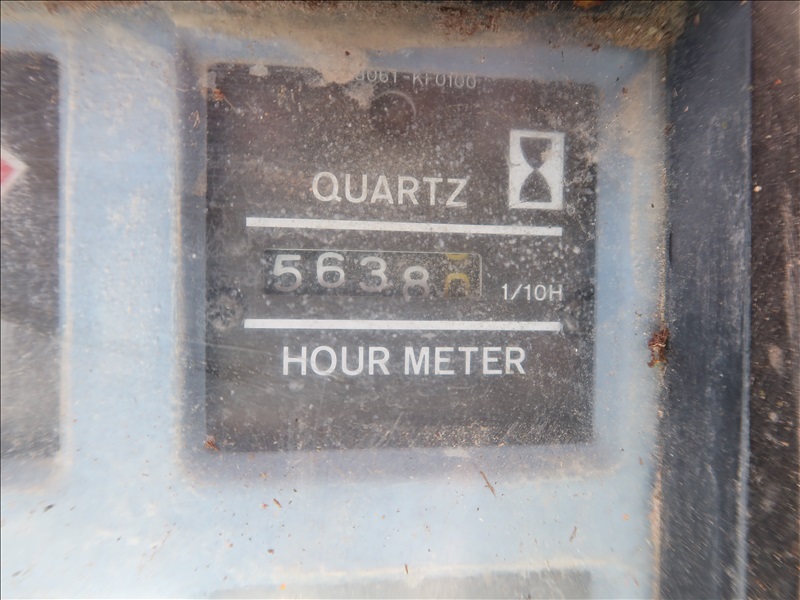 QUARTZ
5638
1/10H
HOUR METER